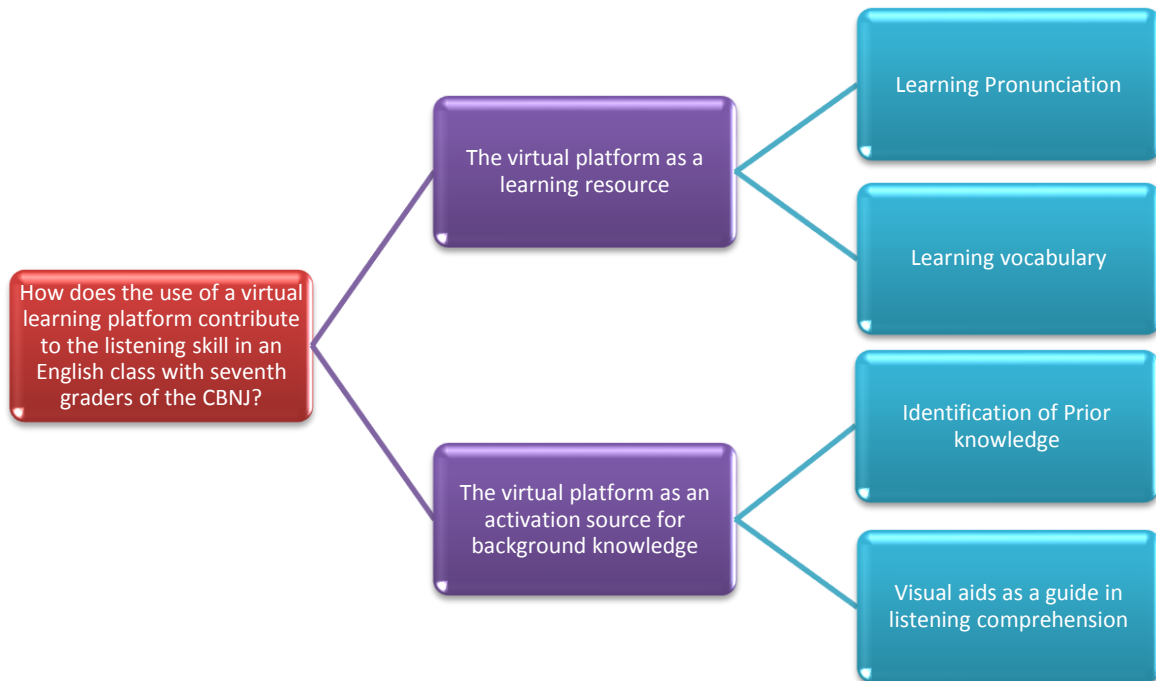 How does the use of a virtual
learning platform contribute
to the listening skill in an
English class with seventh
graders of the CBNJ?
The virtual platform as a
learning resource
Learning Pronunciation
Learning vocabulary
The virtual platform as an
activation source for
background knowledge
Identification of Prior
knowledge
Visual aids as a guide in
listening comprehension